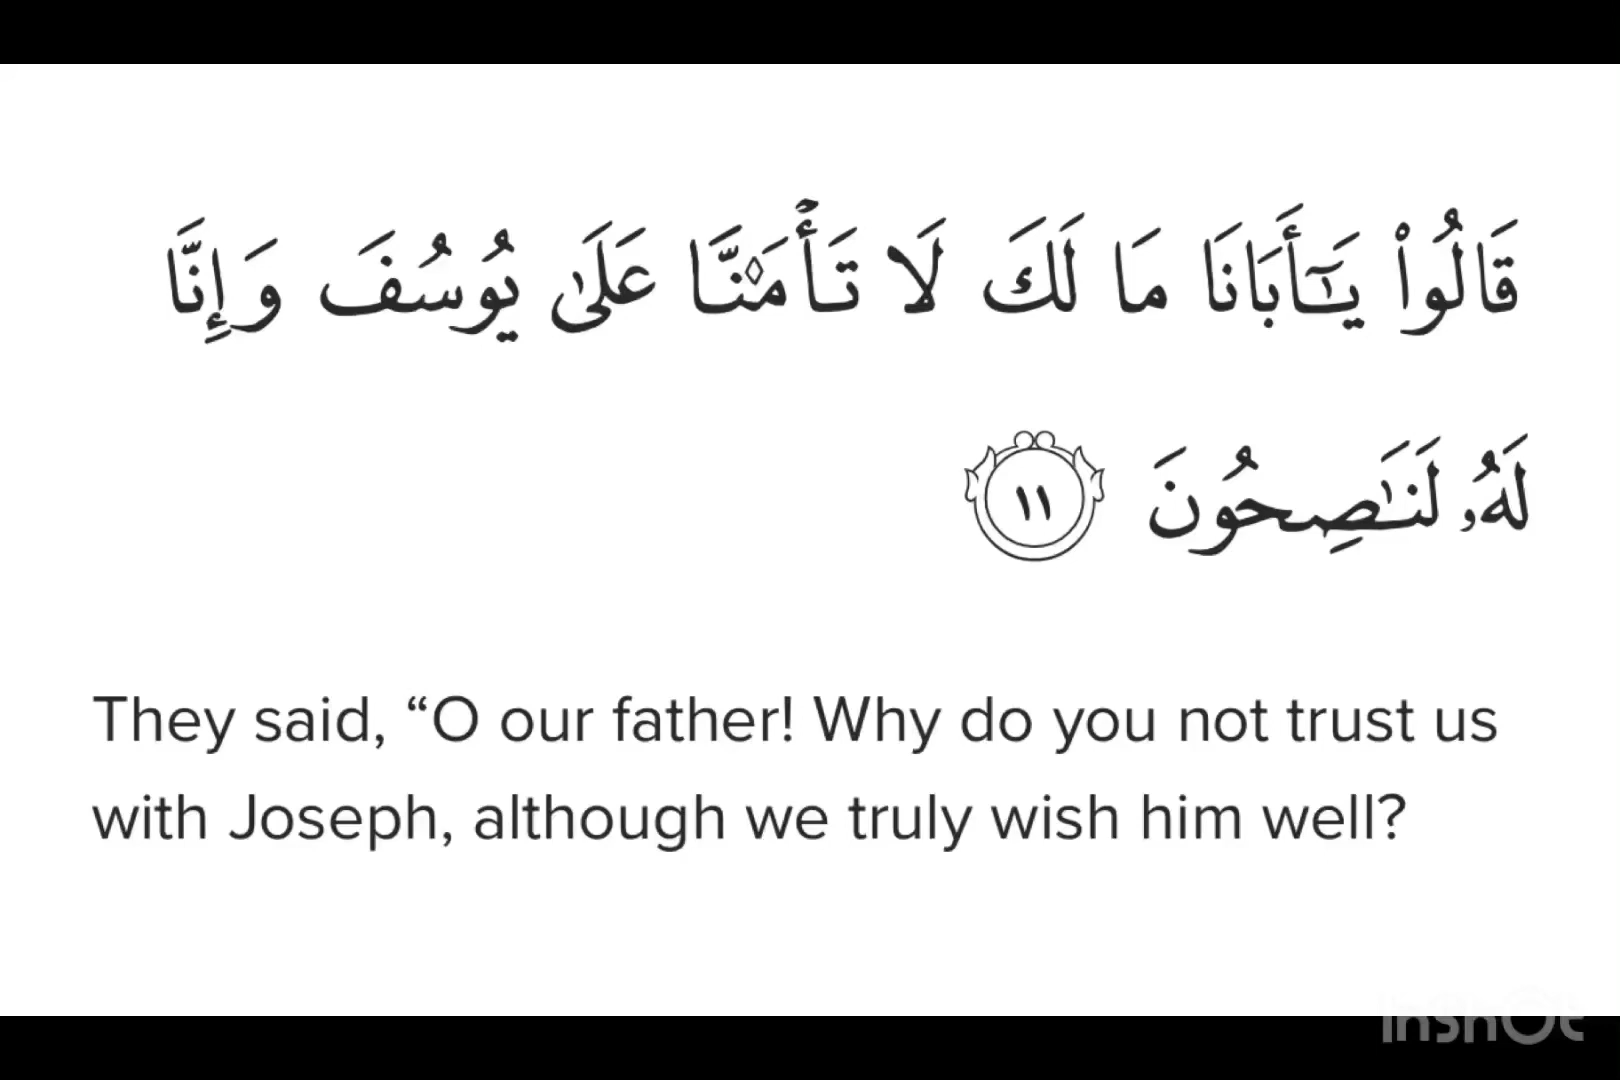 قَالُوا۟ يَـٰٓأَبَانَا مَا لَكَ لَا تَأْمَ۫نَّا عَلَىٰ يُوسُفَ وَإِنَّا
لَهُۥ لَنَـٰصِحُونَ ١١
They said, “O our father! Why do you not trust us
with Joseph, although we truly wish him well?
InShOt